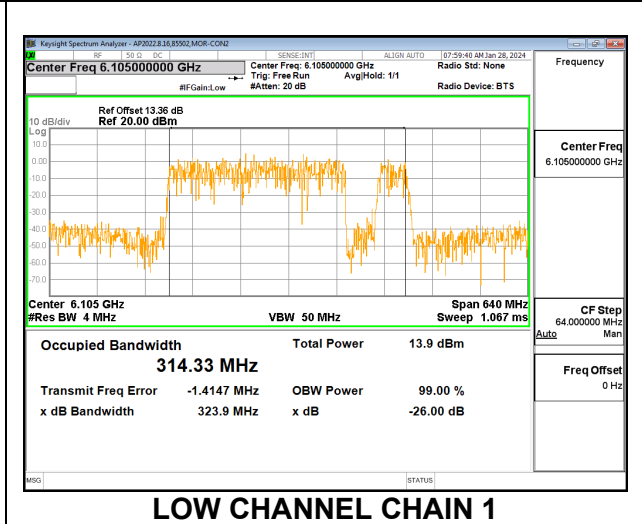 Keysight Spectrum Analyzer - AP2022.8.16,85502,MOR-CON2
RF 50 Ω DC SENSE:INT ALIGN AUTO 07:59:40 AM Jan 28, 2024
Center Freq 6.105000000 GHz
Center Freq: 6.105000000 GHz
Radio Std: None
Trig: Free Run Avg|Hold: 1/1
#IFGain:Low #Atten: 20 dB Radio Device: BTS
Frequency
Ref Offset 13.36 dB
10 dB/div Ref 20.00 dBm
Log
10.0
0.00
-10.0
-20.0
-30.0
-40.0
-50.0
-60.0
-70.0
Center 6.105 GHz Span 640 MHz
#Res BW 4 MHz VBW 50 MHz Sweep 1.067 ms
Occupied Bandwidth Total Power 13.9 dBm
314.33 MHz
Transmit Freq Error -1.4147 MHz OBW Power 99.00 %
x dB Bandwidth 323.9 MHz x dB -26.00 dB
Center Freq
6.105000000 GHz
CF Step
64.000000 MHz
Auto Man
Freq Offset
0 Hz
MSG STATUS
LOW CHANNEL CHAIN 1